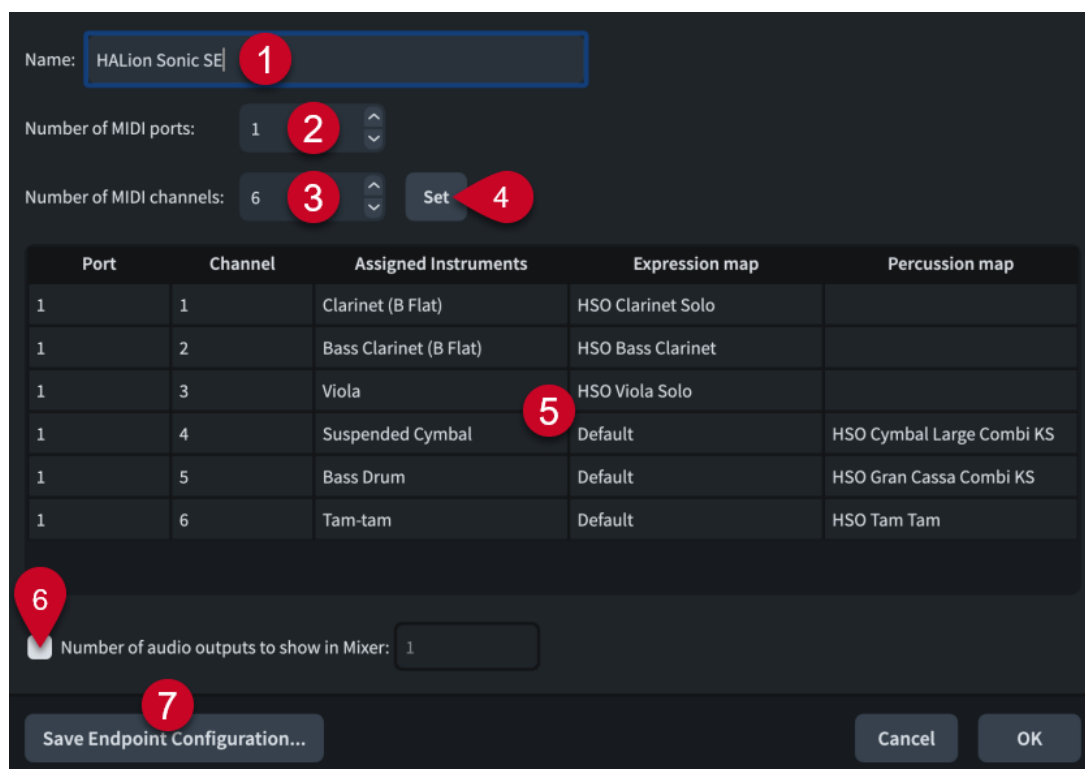 Name: HALion Sonic SE 1
Number of MIDI ports: 1 2
Number of MIDI channels: 6 3 Set 4
Port Channel Assigned Instruments Expression map Percussion map
1 1 Clarinet (B Flat) HSO Clarinet Solo
1 2 Bass Clarinet (B Flat) HSO Bass Clarinet
1 3 Viola HSO Viola Solo
5
1 4 Suspended Cymbal Default HSO Cymbal Large Combi KS
1 5 Bass Drum Default HSO Gran Cassa Combi KS
1 6 Tam-tam Default HSO Tam Tam
6
Number of audio outputs to show in Mixer: 1
7
Save Endpoint Configuration... Cancel OK